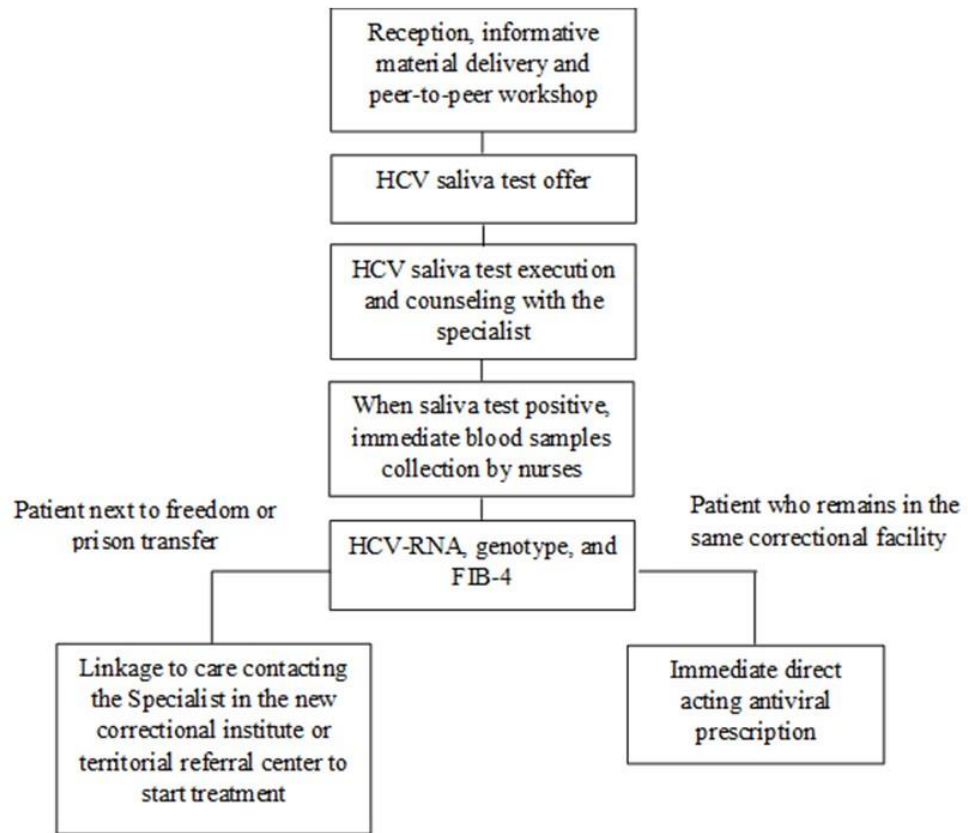 Reception, informative
material delivery and
peer-to-peer workshop
HCV saliva test offer
HCV saliva test execution
and counseling with the
specialist
When saliva test positive,
immediate blood samples
collection by nurses
Patient next to freedom or
prison transfer
Patient who remains in the
same correctional facility
HCV-RNA, genotype, and
FIB-4
Linkage to care contacting
the Specialist in the new
correctional institute or
territorial referral center to
start treatment
Immediate direct
acting antiviral
prescription